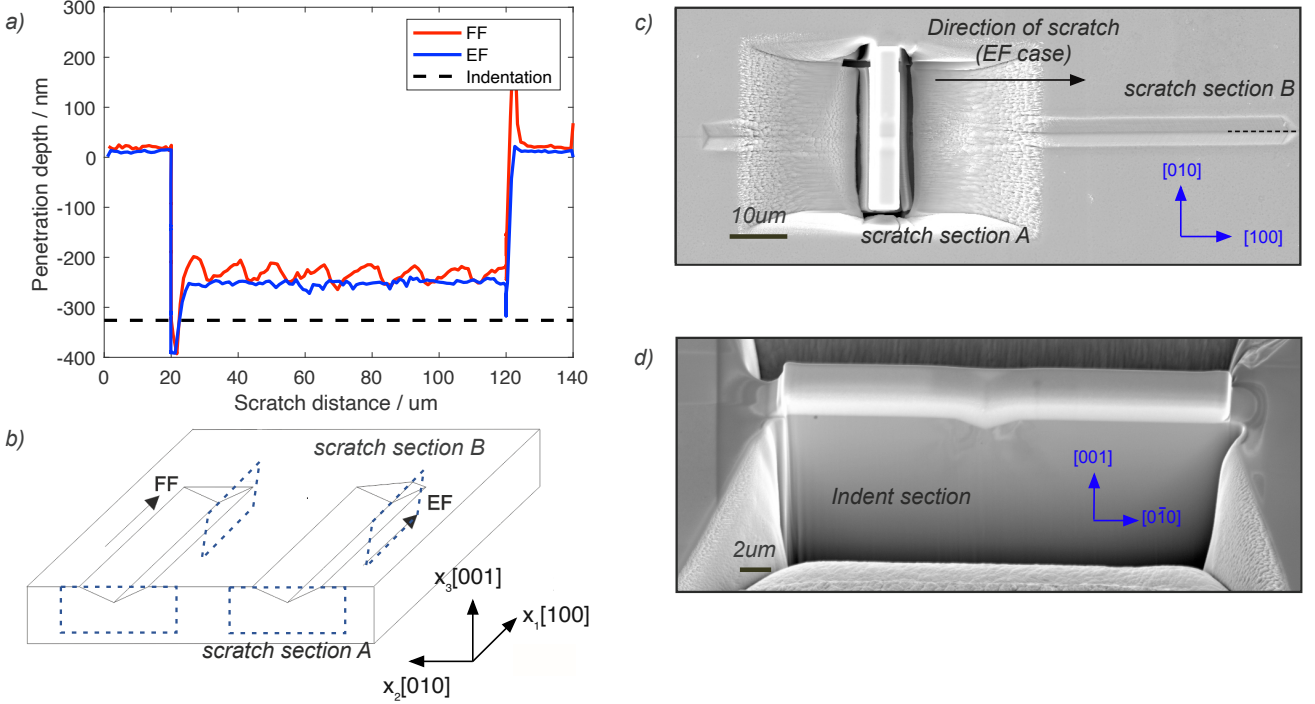 a)
300
200
100
0
-100
-200
-300
-400
Penetration depth / nm
0
20
40
60
80
100
120
140
Scratch distance / um
FF
EF
Indentation
b)
scratch section B
FF
EF
scratch section A
x3[001]
x1[100]
x2[010]
c)
Direction of scratch
(EF case)
scratch section B
[010]
[100]
10um
scratch section A
d)
[001]
Indent section
[01̄0]
2um